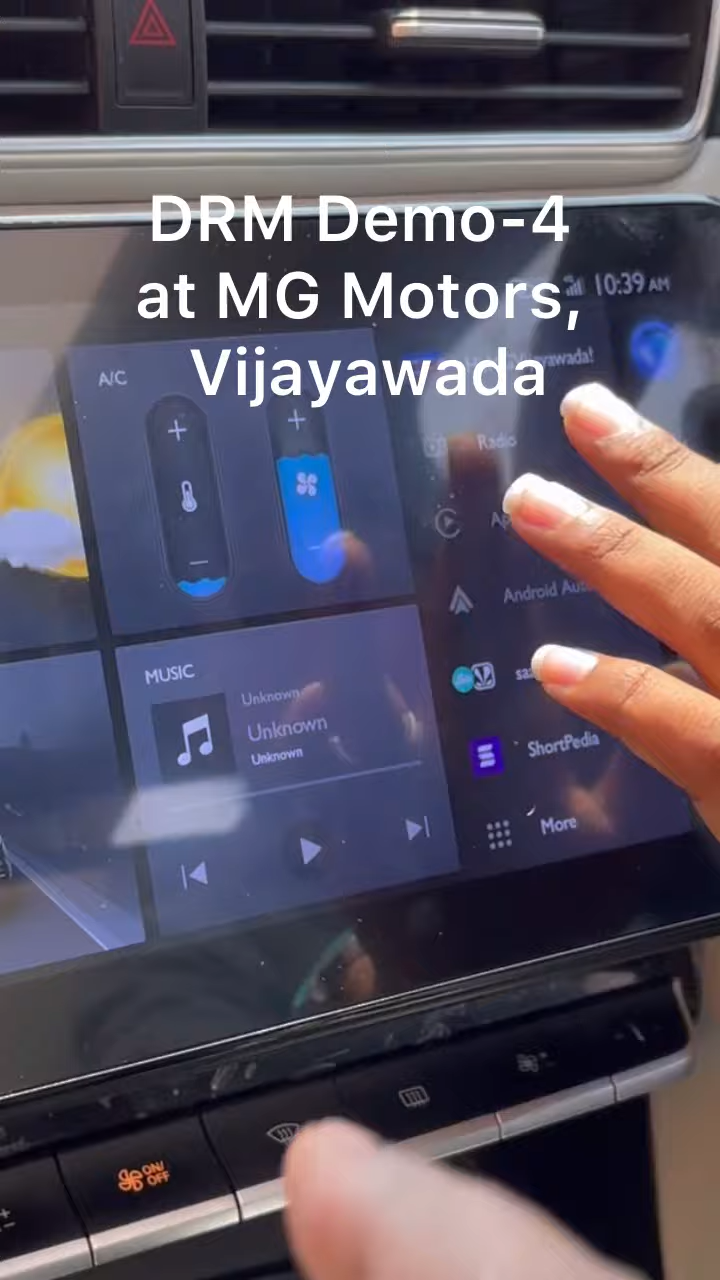 DRM Demo-4
at MG Motors,
Vijayawada
10:39 AM
A/C
Radio
Android
MUSIC
Unknown
Unknown
Unknown
ShortPedia
More
ON/
OFF